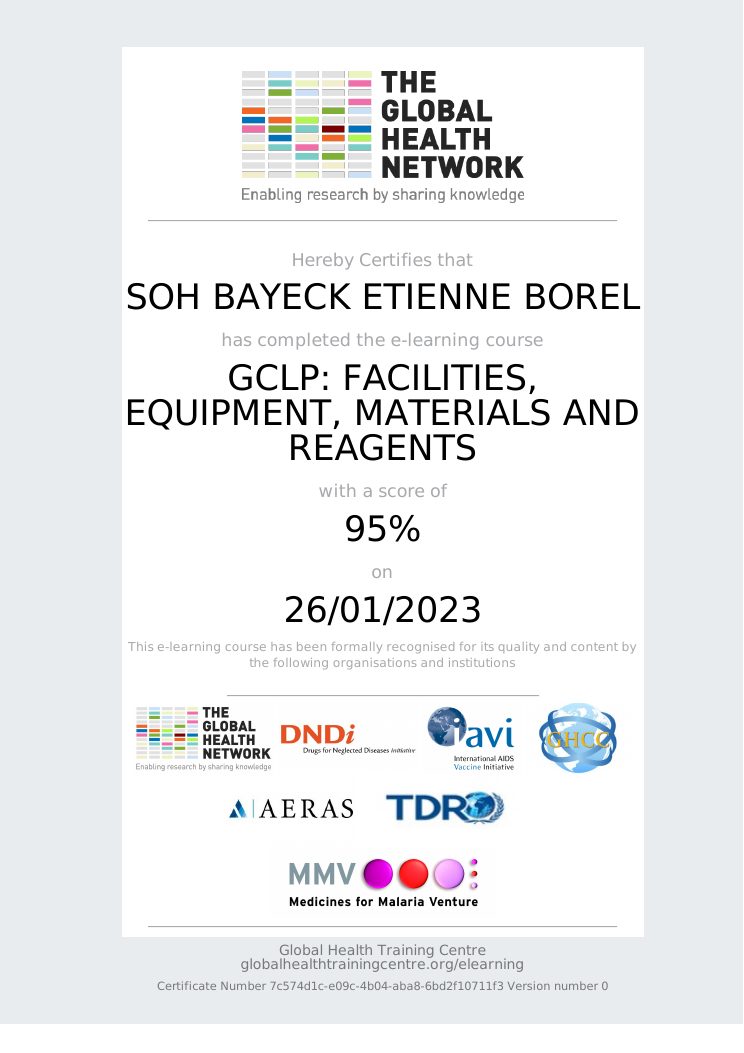 THE
GLOBAL
HEALTH
NETWORK
Enabling research by sharing knowledge
Hereby Certifies that
SOH BAYECK ETIENNE BOREL
has completed the e-learning course
GCLP: FACILITIES,
EQUIPMENT, MATERIALS AND
REAGENTS
with a score of
95%
on
26/01/2023
This e-learning course has been formally recognised for its quality and content by
the following organisations and institutions
THE
GLOBAL
HEALTH
NETWORK
Enabling research by sharing knowledge
DNDi
Drugs for Neglected Diseases initiative
iavi
International AIDS
Vaccine Initiative
GHCC
AERAS
TDR
MMV
Medicines for Malaria Venture
Global Health Training Centre
globalhealthtrainingcentre.org/elearning
Certificate Number 7c574d1c-e09c-4b04-aba8-6bd2f10711f3 Version number 0